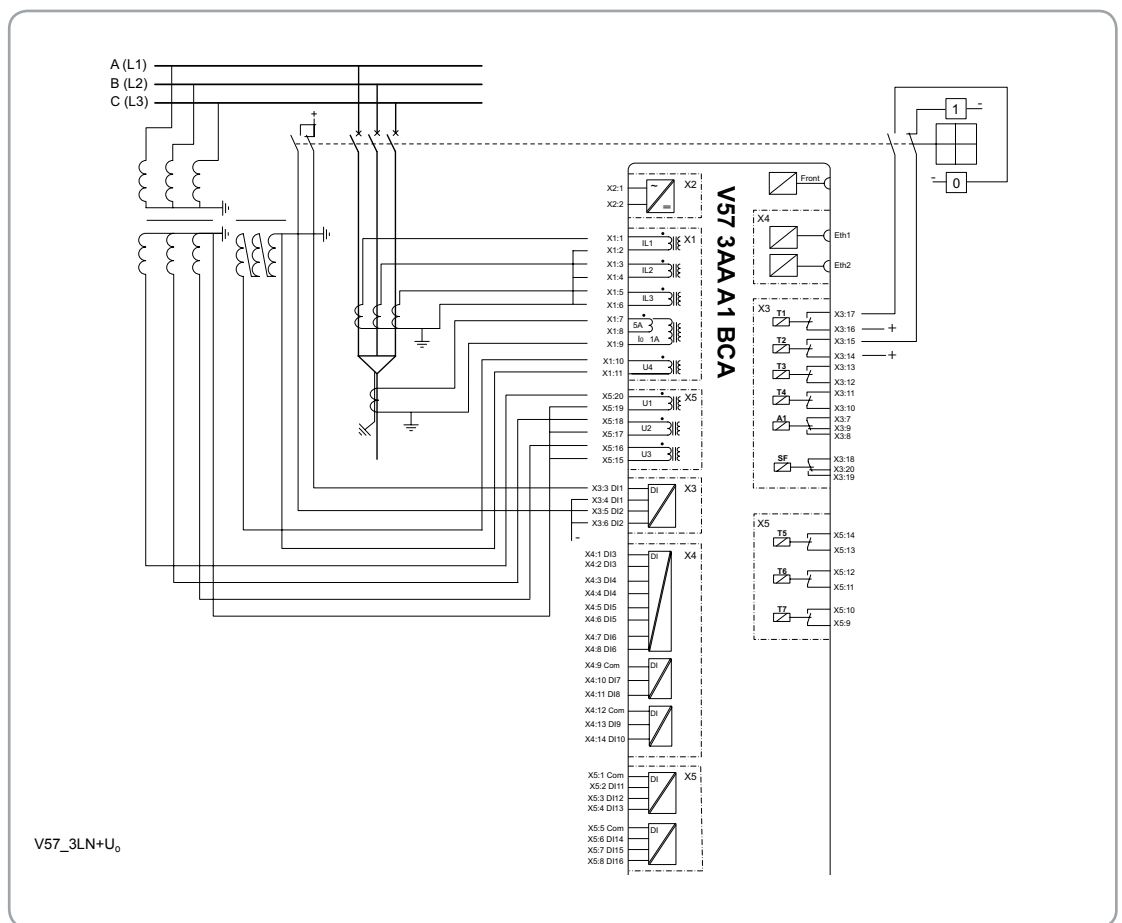 A (L1)
B (L2)
C (L3)
+
1
-
-
0
V57 3AA A1 BCA
X2:1
X2:2
~
=
X2
X1:1
X1:2
X1:3
X1:4
X1:5
X1:6
X1:7
X1:8
X1:9
X1:10
X1:11
IL1
IL2
IL3
5A
I₀ 1A
U4
X1
X5:20
X5:19
X5:18
X5:17
X5:16
X5:15
U1
U2
U3
X5
X3:3 DI1
X3:4 DI1
X3:5 DI2
X3:6 DI2
-
DI
X3
X4:1 DI3
X4:2 DI3
X4:3 DI4
X4:4 DI4
X4:5 DI5
X4:6 DI5
X4:7 DI6
X4:8 DI6
DI
X4
X4:9 Com
X4:10 DI7
X4:11 DI8
DI
X4:12 Com
X4:13 DI9
X4:14 DI10
DI
X5:1 Com
X5:2 DI11
X5:3 DI12
X5:4 DI13
DI
X5
X5:5 Com
X5:6 DI14
X5:7 DI15
X5:8 DI16
DI
Front
X4
Eth1
Eth2
X3
T1
X3:17
X3:16
+
T2
X3:15
X3:14
+
T3
X3:13
X3:12
T4
X3:11
X3:10
A1
X3:7
X3:9
X3:8
SF
X3:18
X3:20
X3:19
X5
T5
X5:14
X5:13
T6
X5:12
X5:11
T7
X5:10
X5:9
V57_3LN+U₀